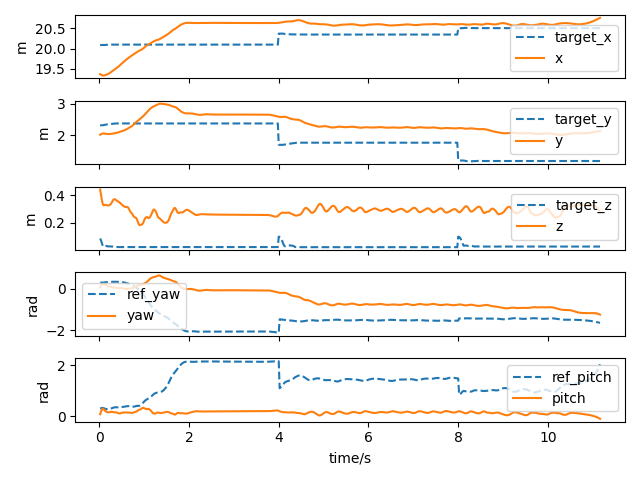 20.5
20.0
19.5
m
target_x
x
3
2
m
target_y
y
0.4
0.2
m
target_z
z
0
−2
rad
ref_yaw
yaw
2
0
rad
ref_pitch
pitch
0 2 4 6 8 10
time/s